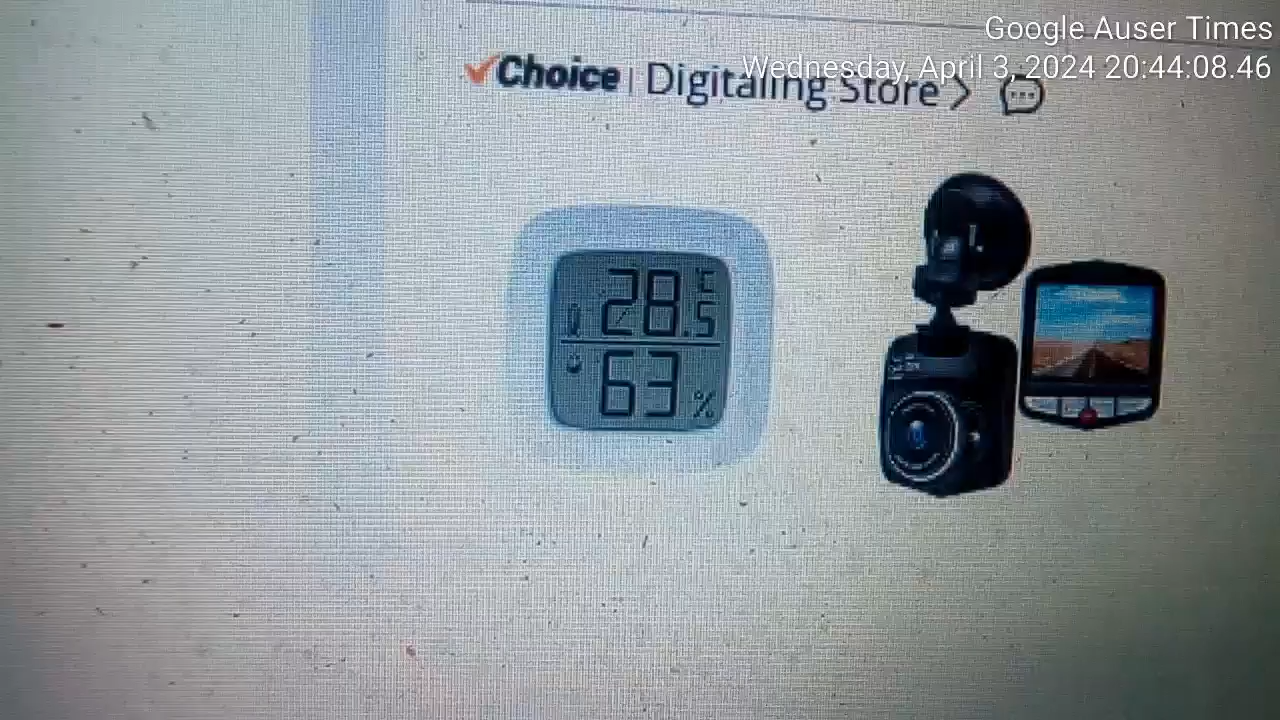 Google Auser Times
Wednesday, April 3, 2024 20:44:08.46
Choice | Digitaling Store >
28.5
63 %